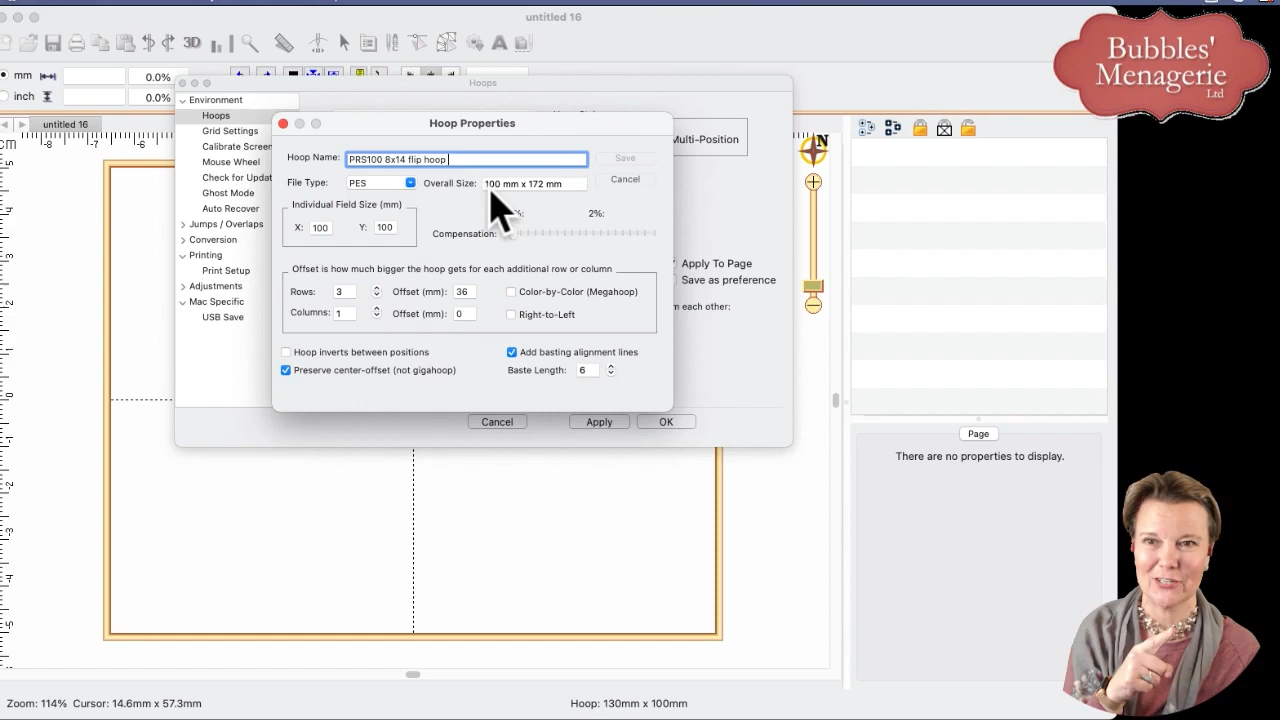 untitled 16
Bubbles'
Menagerie
Ltd
3D
mm
0.0%
inch
0.0%
Hoops
untitled 16
Environment
Hoops
Grid Settings
Calibrate Screen
Mouse Wheel
Check for Updat
Ghost Mode
Auto Recover
Jumps / Overlaps
Conversion
Printing
Print Setup
Adjustments
Mac Specific
USB Save
Hoop Properties
Hoop Name: PRS100 8x14 flip hoop
Save
File Type: PES
Overall Size: 100 mm x 172 mm
Cancel
Individual Field Size (mm)
X: 100 Y: 100
2%:
Compensation:
Offset is how much bigger the hoop gets for each additional row or column
Rows: 3 Offset (mm): 36 Color-by-Color (Megahoop)
Columns: 1 Offset (mm): 0 Right-to-Left
Hoop inverts between positions Add basting alignment lines
Preserve center-offset (not gigahoop) Baste Length: 6
Multi-Position
Apply To Page
Save as preference
Cancel Apply OK
N
Page
There are no properties to display.
Zoom: 114% Cursor: 14.6mm x 57.3mm
Hoop: 130mm x 100mm